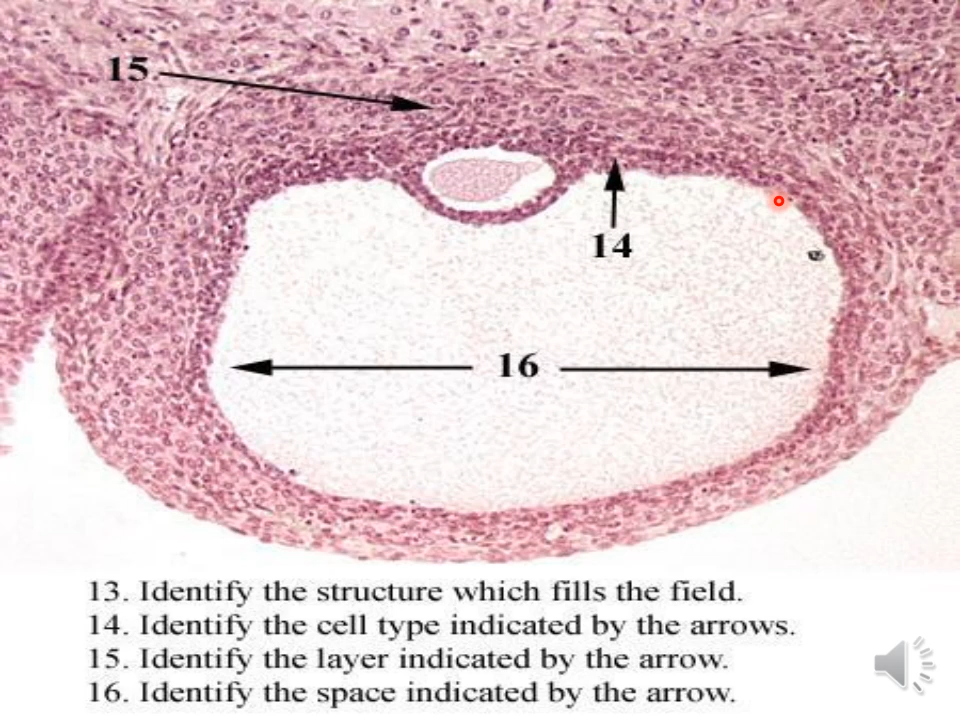 15
14
16
13. Identify the structure which fills the field.
14. Identify the cell type indicated by the arrows.
15. Identify the layer indicated by the arrow.
16. Identify the space indicated by the arrow.